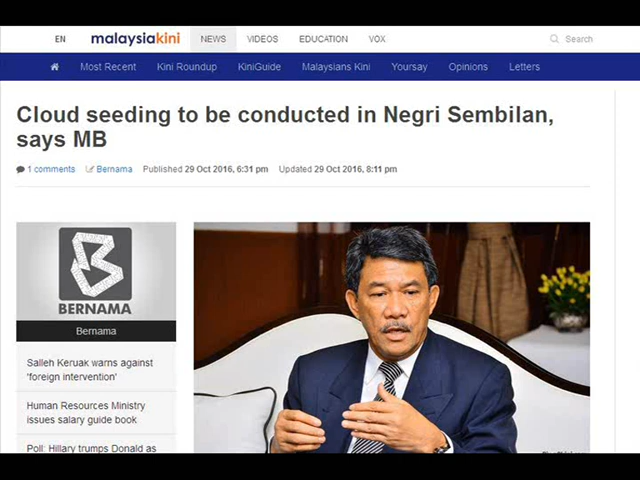 EN malaysiakini NEWS VIDEOS EDUCATION VOX Search
Most Recent Kini Roundup KiniGuide Malaysians Kini Yoursay Opinions Letters
Cloud seeding to be conducted in Negri Sembilan,
says MB
1 comments Bernama Published 29 Oct 2016, 6:31 pm Updated 29 Oct 2016, 8:11 pm
BERNAMA
Bernama
Salleh Keruak warns against
'foreign intervention'
Human Resources Ministry
issues salary guide book
Poll: Hillary trumps Donald as